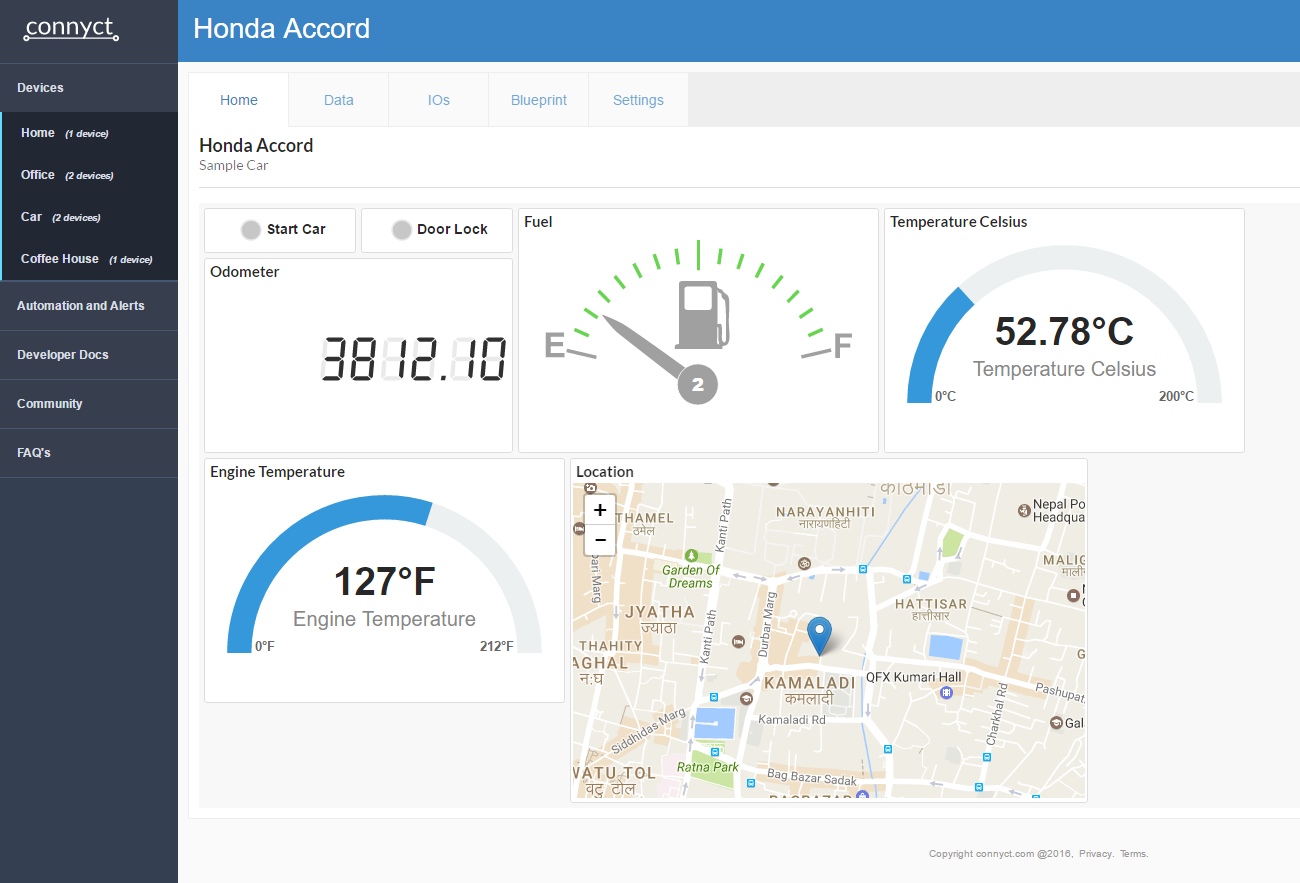 connyct
Honda Accord
Devices
Home (1 device)
Office (2 devices)
Car (2 devices)
Coffee House (1 device)
Automation and Alerts
Developer Docs
Community
FAQ's
Home Data IOs Blueprint Settings
Honda Accord
Sample Car
Start Car
Door Lock
Odometer
3812.10
Fuel
E
F
2
Temperature Celsius
52.78°C
Temperature Celsius
0°C
200°C
Engine Temperature
127°F
Engine Temperature
0°F
212°F
Location
+
−
काठमाडौं
THAMEL
ठमेल
Kanti Path
NARAYANHITI
नारायणहिटी
Nepal Po
Headqua
Garden Of
Dreams
Marg
MALIG
HATTISAR
हात्तीसार
JYATHA
ज्याठा
Kanti Path
Durbar Marg
THAHITY
AGHAL
न:घ
G
KAMALADI
कमलादी
QFX Kumari Hall
Kamaladi Rd
Charkhal Rd
Pashupat
Gal
Siddhidas Marg
Ratna Park
Bag Bazar Sadak
WATU TOL
वटु टोल
BAGBAZAR
Copyright connyct.com @2016, Privacy. Terms.